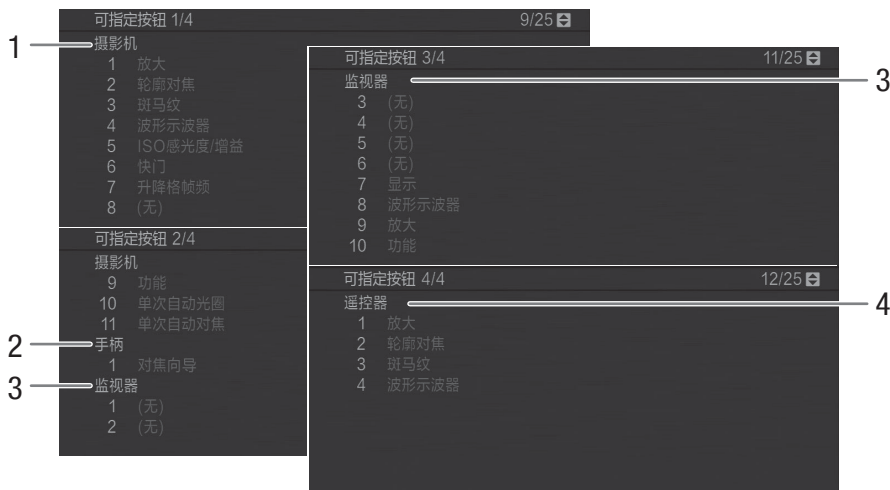 可指定按钮 1/4 9/25
1 摄影机
1 放大
2 轮廓对焦
3 斑马纹
4 波形示波器
5 ISO感光度/增益
6 快门
7 升降格帧频
8 (无)
可指定按钮 2/4
摄影机
9 功能
10 单次自动光圈
11 单次自动对焦
2 手柄
1 对焦向导
3 监视器
1 (无)
2 (无)
可指定按钮 3/4 11/25
监视器 3
3 (无)
4 (无)
5 (无)
6 (无)
7 显示
8 波形示波器
9 放大
10 功能
可指定按钮 4/4 12/25
遥控器 4
1 放大
2 轮廓对焦
3 斑马纹
4 波形示波器